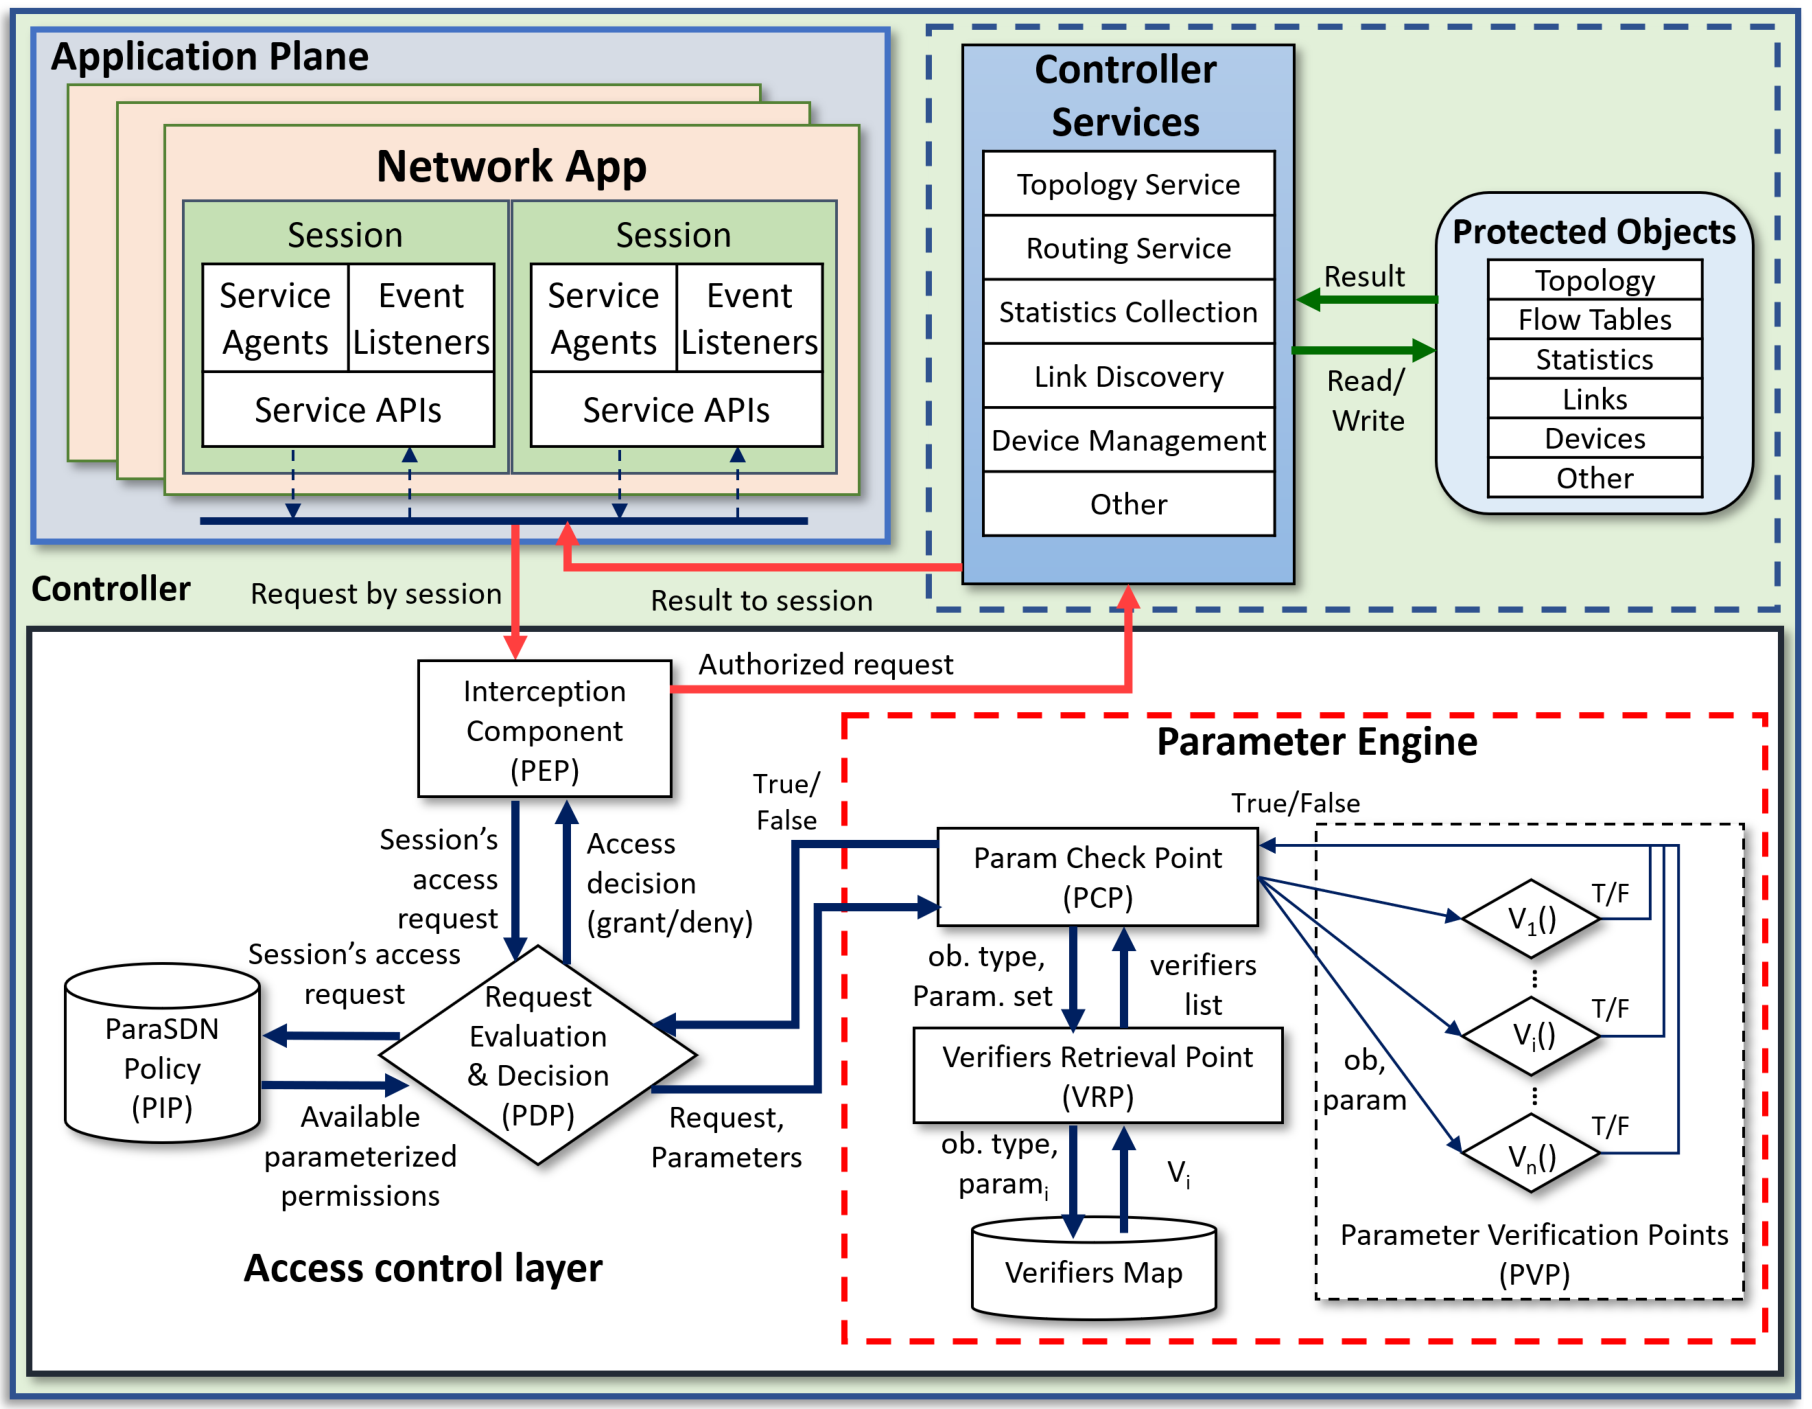 Application Plane
Network App
Session
Service
Agents
Event
Listeners
Service APIs
Session
Service
Agents
Event
Listeners
Service APIs
Controller
Services
Topology Service
Routing Service
Statistics Collection
Link Discovery
Device Management
Other
Result
Read/
Write
Protected Objects
Topology
Flow Tables
Statistics
Links
Devices
Other
Controller
Request by session
Result to session
Authorized request
Interception
Component
(PEP)
Session's
access
request
Access
decision
(grant/deny)
Session's access
request
ParaSDN
Policy
(PIP)
Available
parameterized
permissions
Request
Evaluation
& Decision
(PDP)
Request,
Parameters
True/
False
Access control layer
Parameter Engine
True/False
Param Check Point
(PCP)
ob. type,
Param. set
verifiers
list
Verifiers Retrieval Point
(VRP)
ob. type,
paramᵢ
Vᵢ
Verifiers Map
ob,
param
V₁()
T/F
Vᵢ()
T/F
Vₙ()
T/F
Parameter Verification Points
(PVP)